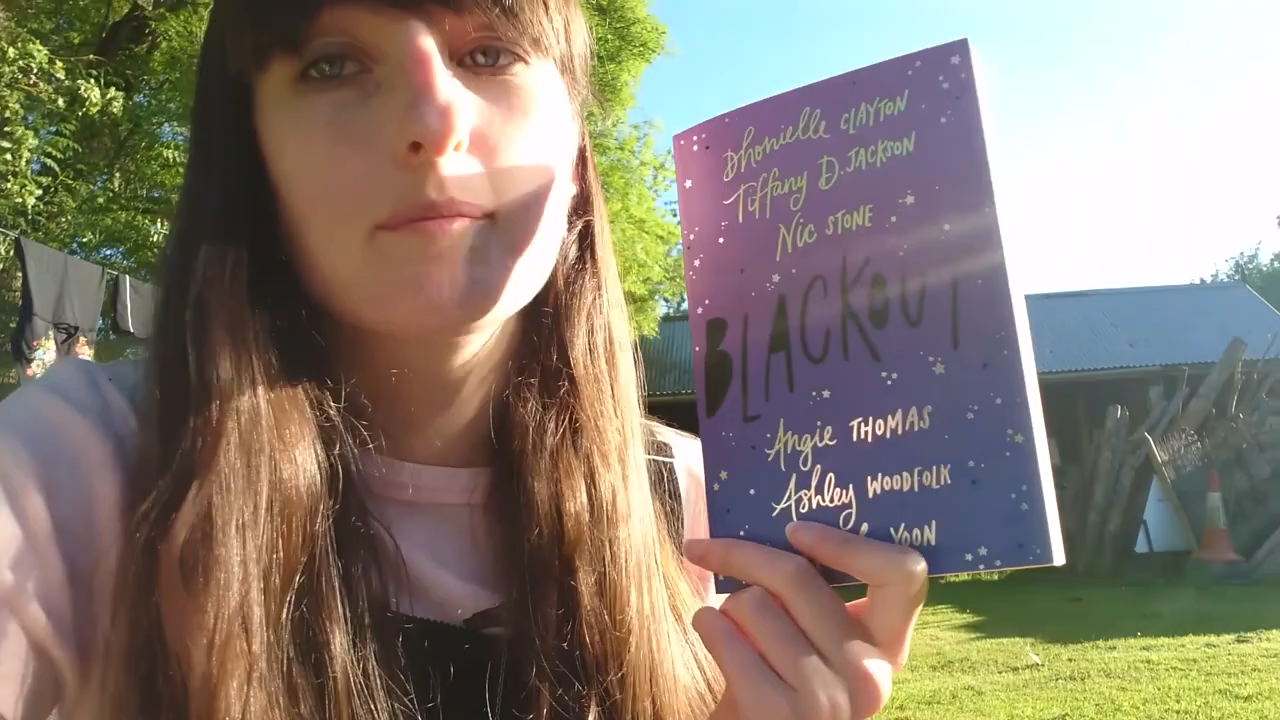 Dhonielle CLAYTON
Tiffany D. JACKSON
Nic STONE
BLACKOUT
Angie THOMAS
Ashley WOODFOLK
YOON